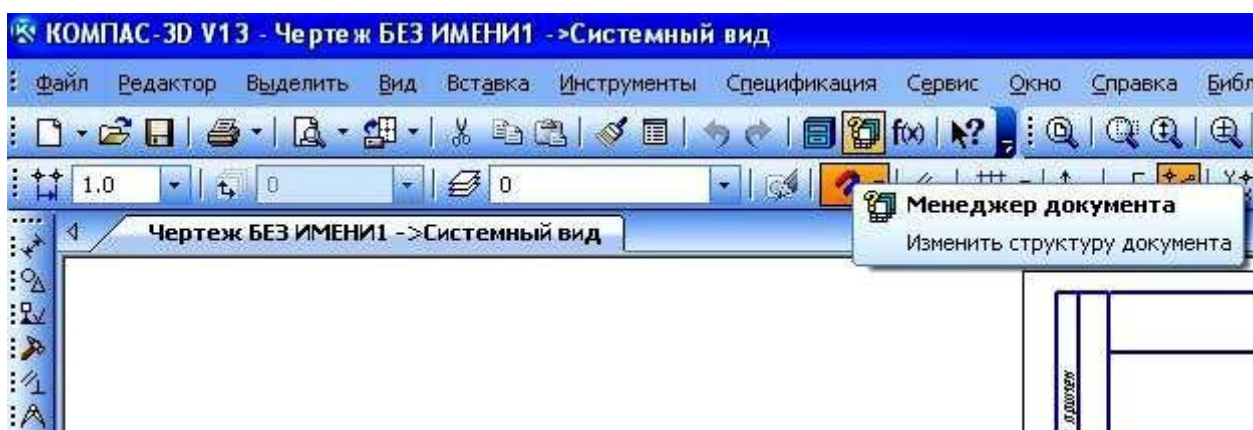 КОМПАС-3D V13 - Чертеж БЕЗ ИМЕНИ1 ->Системный вид
Файл Редактор Выделить Вид Вставка Инструменты Спецификация Сервис Окно Справка Библ
f(x)
1.0 0 0
Менеджер документа
Изменить структуру документа
Чертеж БЕЗ ИМЕНИ1 ->Системный вид